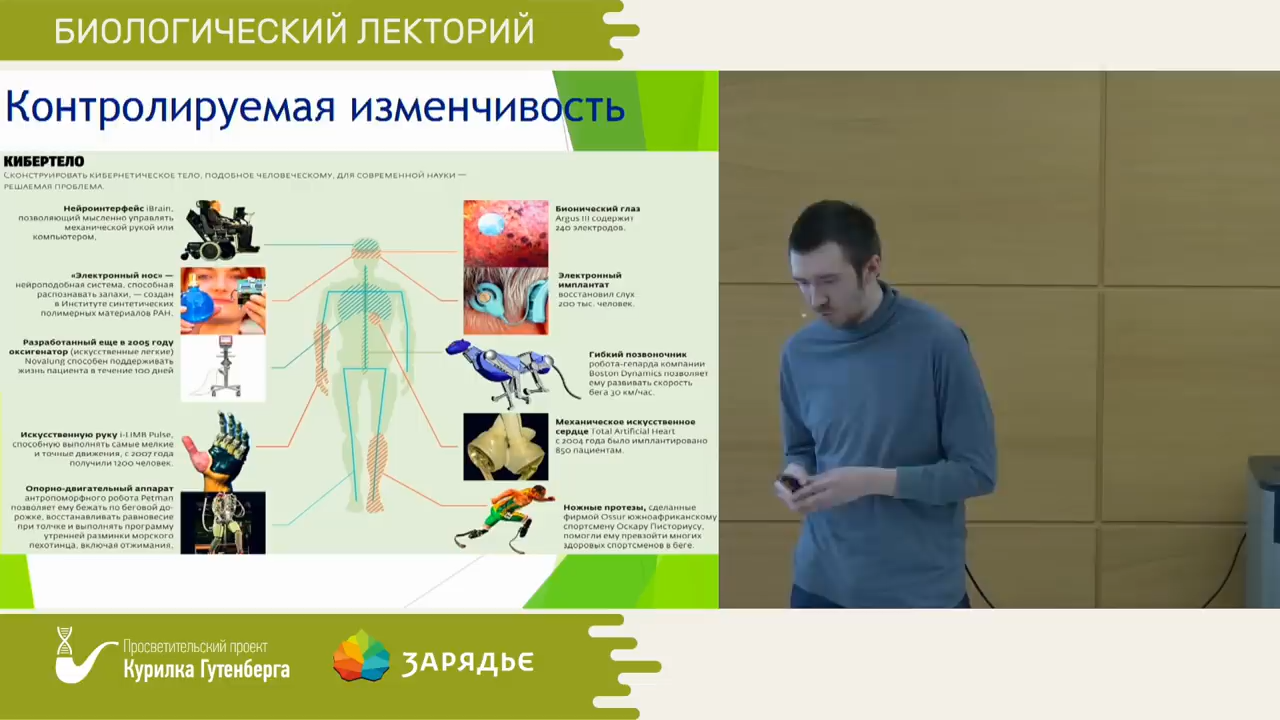 БИОЛОГИЧЕСКИЙ ЛЕКТОРИЙ
Контролируемая изменчивость
КИБЕРТЕЛО
Сконструировать кибернетическое тело, подобное человеческому, для современной науки —
решаемая проблема.
Нейроинтерфейс iBrain,
позволяющий мысленно управлять
механической рукой или
компьютером,
«Электронный нос» —
нейроподобная система, способная
распознавать запахи, — создан
в Институте синтетических
полимерных материалов РАН.
Разработанный еще в 2005 году
оксигенатор (искусственные легкие)
Novalung способен поддерживать
жизнь пациента в течение 100 дней
Искусственную руку i-LIMB Pulse,
способную выполнять самые мелкие
и точные движения, с 2007 года
получили 1200 человек.
Опорно-двигательный аппарат
антропоморфного робота Petman
позволяет ему бежать по беговой до-
рожке, восстанавливать равновесие
при толчке и выполнять программу
утренней разминки морского
пехотинца, включая отжимания.
Бионический глаз
Argus III содержит
240 электродов.
Электронный
имплантат
восстановил слух
200 тыс. человек.
Гибкий позвоночник
робота-гепарда компании
Boston Dynamics позволяет
ему развивать скорость
бега 30 км/час.
Механическое искусственное
сердце Total Artificial Heart
с 2004 года было имплантировано
850 пациентам.
Ножные протезы, сделанные
фирмой Ossur южноафриканскому
спортсмену Оскару Писториусу,
помогли ему превзойти многих
здоровых спортсменов в беге.
Просветительский проект
Курилка Гутенберга
ЗАРЯДЬЕ